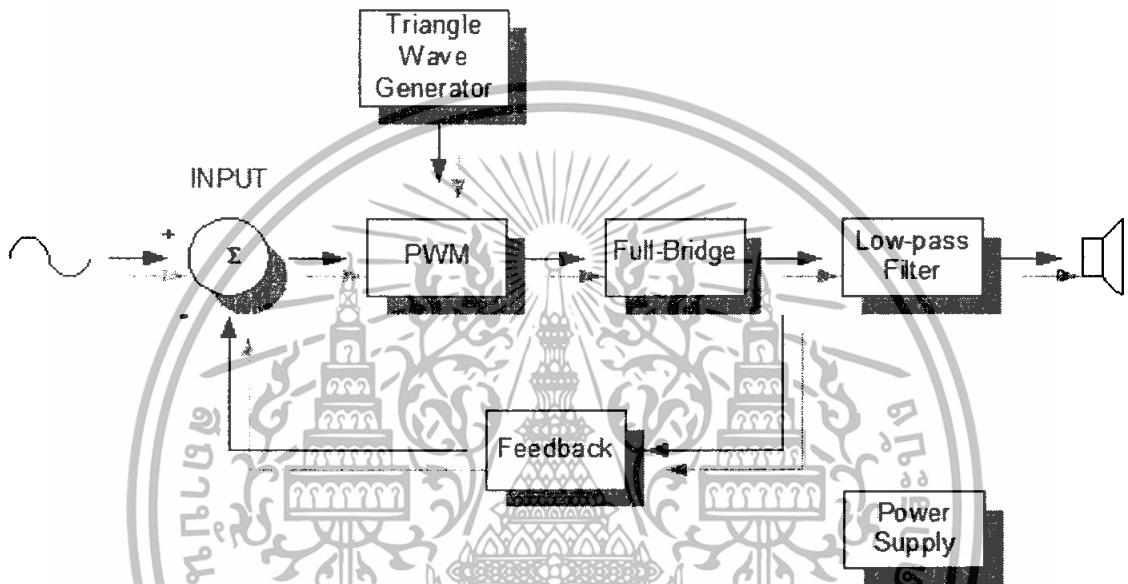 Triangle
Wave
Generator
INPUT
+
Σ
PWM
Full-Bridge
Low-pass
Filter
-
Feedback
Power
Supply